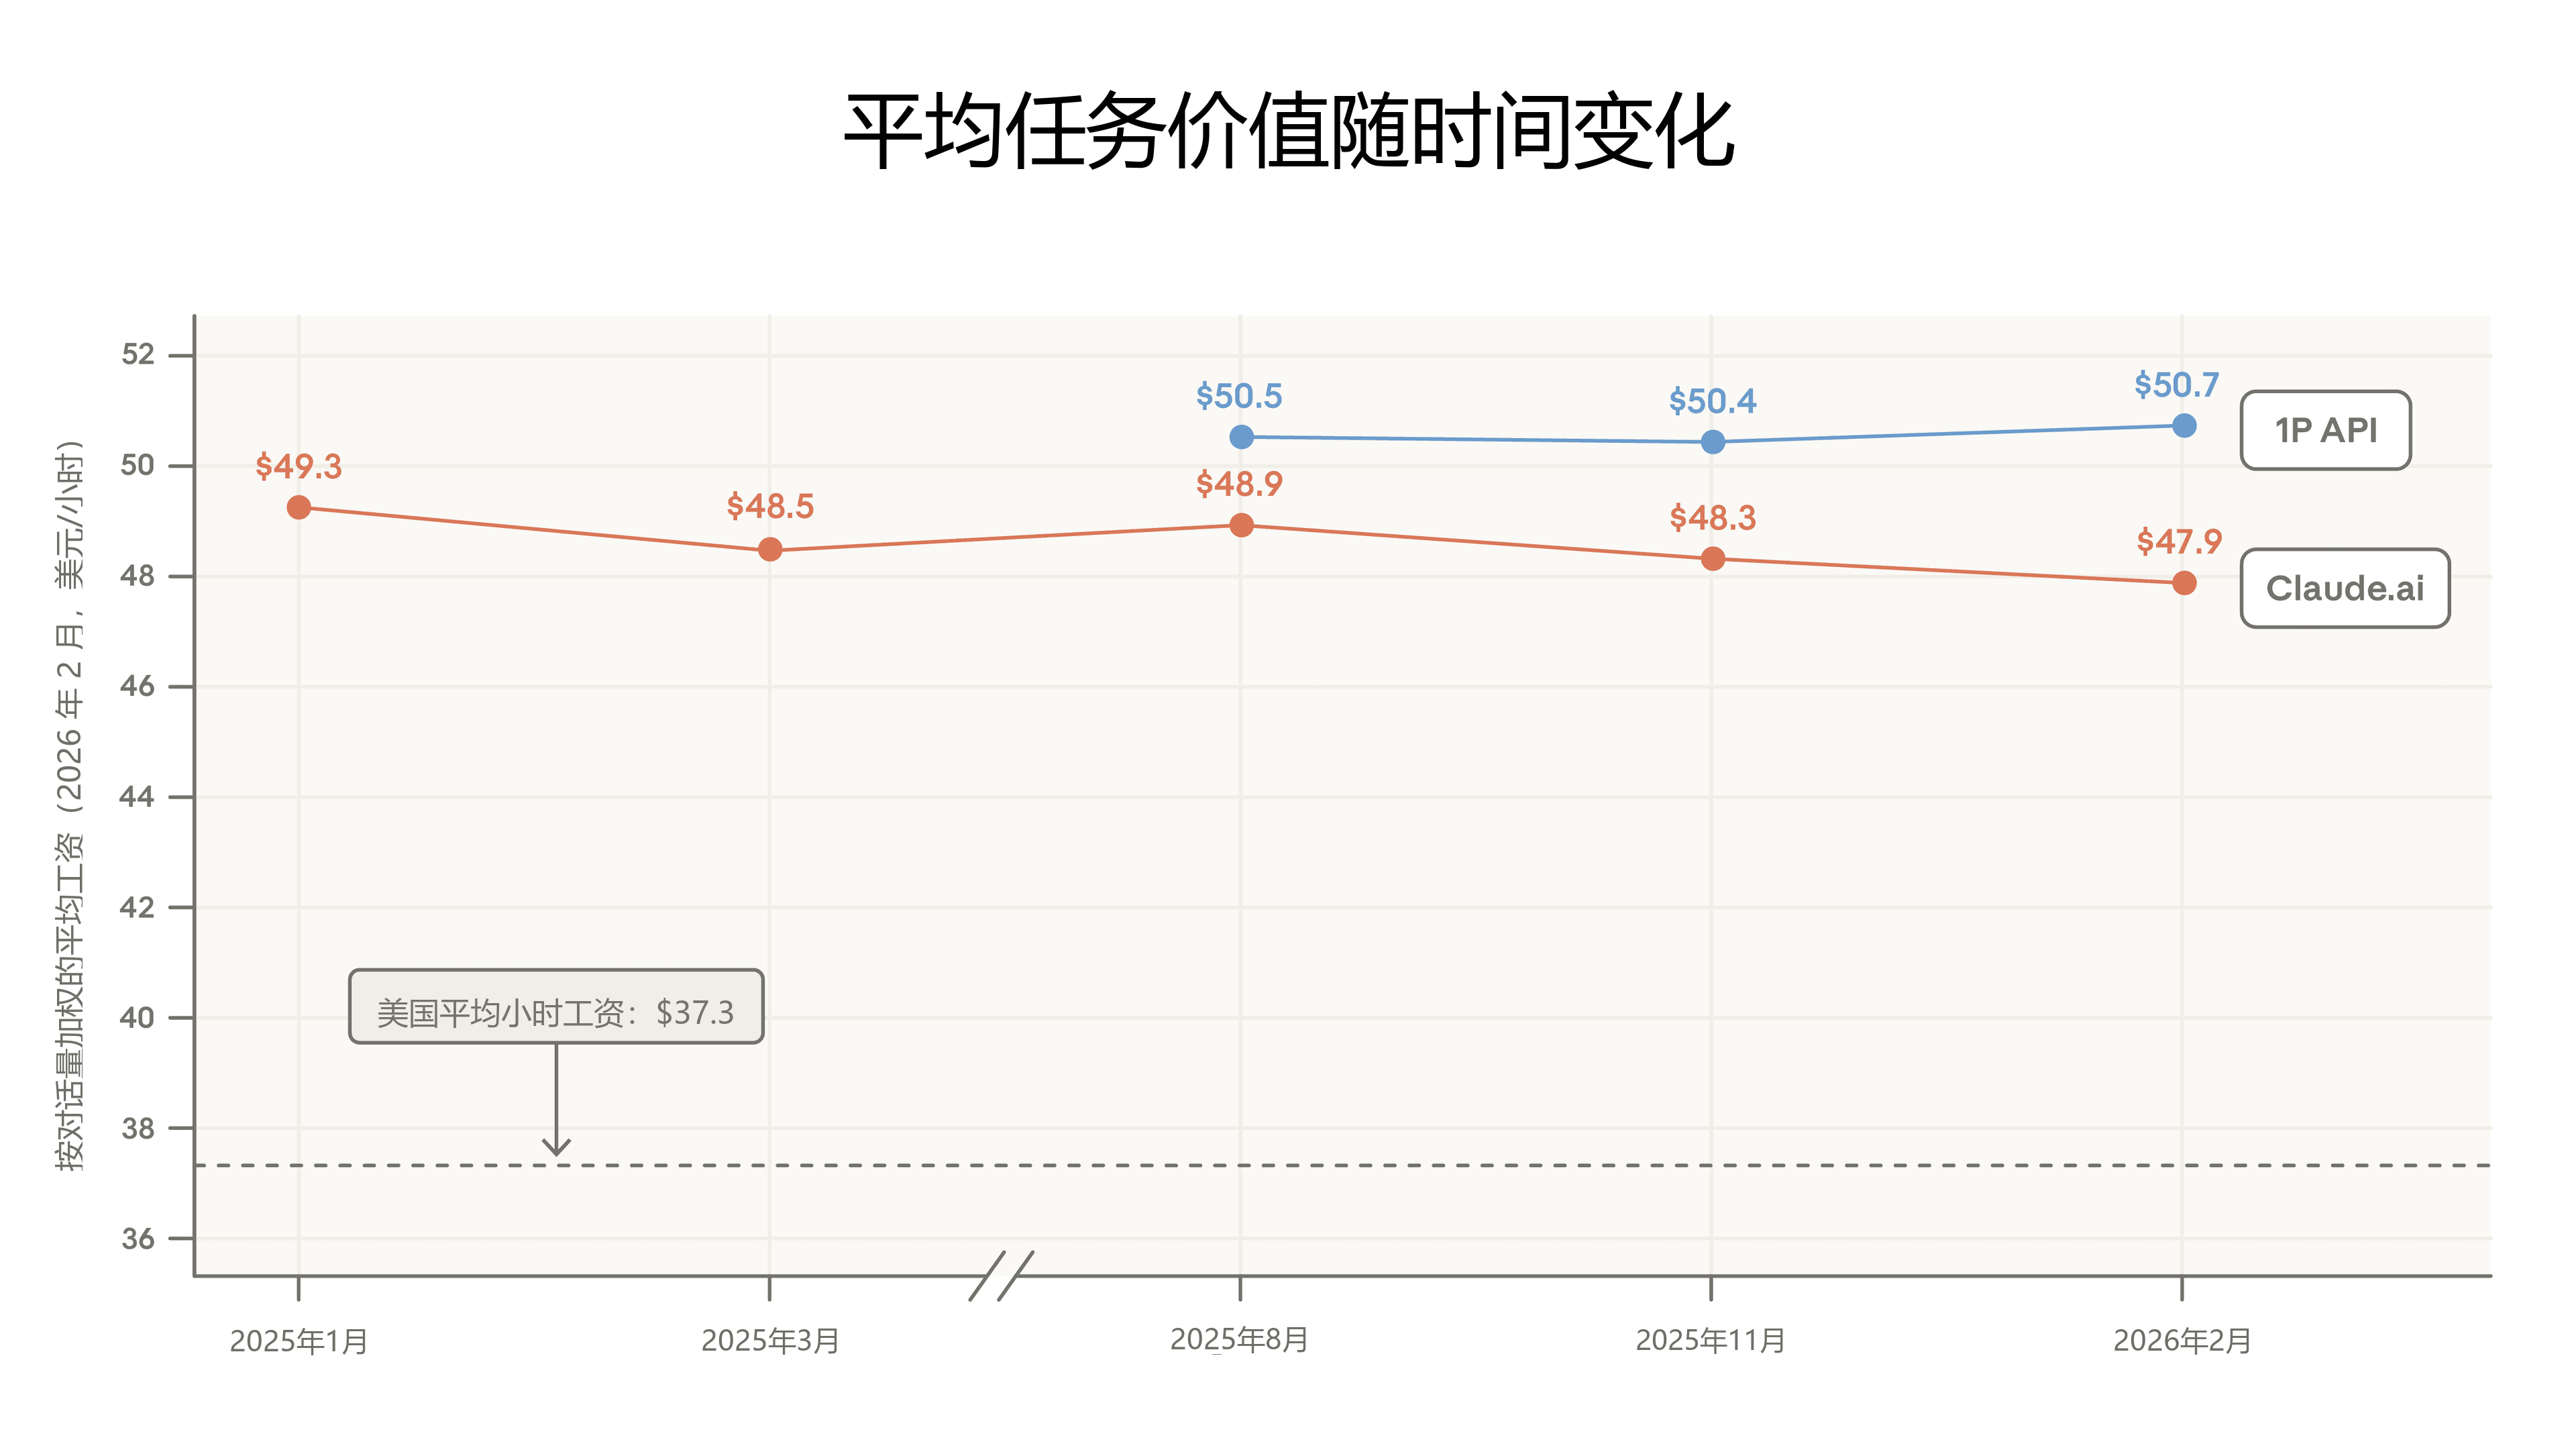 平均任务价值随时间变化
按对话量加权的平均工资（2026 年 2 月，美元/小时）
52
50
48
46
44
42
40
38
36
$50.5
$50.4
$50.7
1P API
$49.3
$48.5
$48.9
$48.3
$47.9
Claude.ai
美国平均小时工资：$37.3
2025年1月
2025年3月
2025年8月
2025年11月
2026年2月